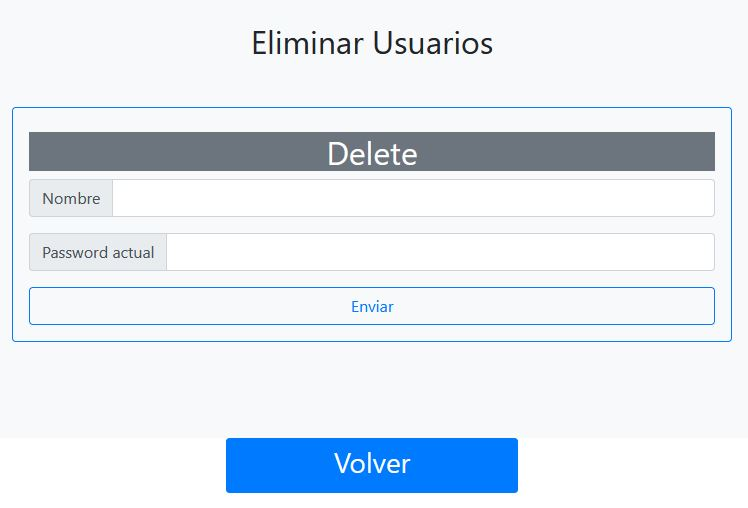 Eliminar Usuarios
Delete
Nombre
Password actual
Enviar
Volver